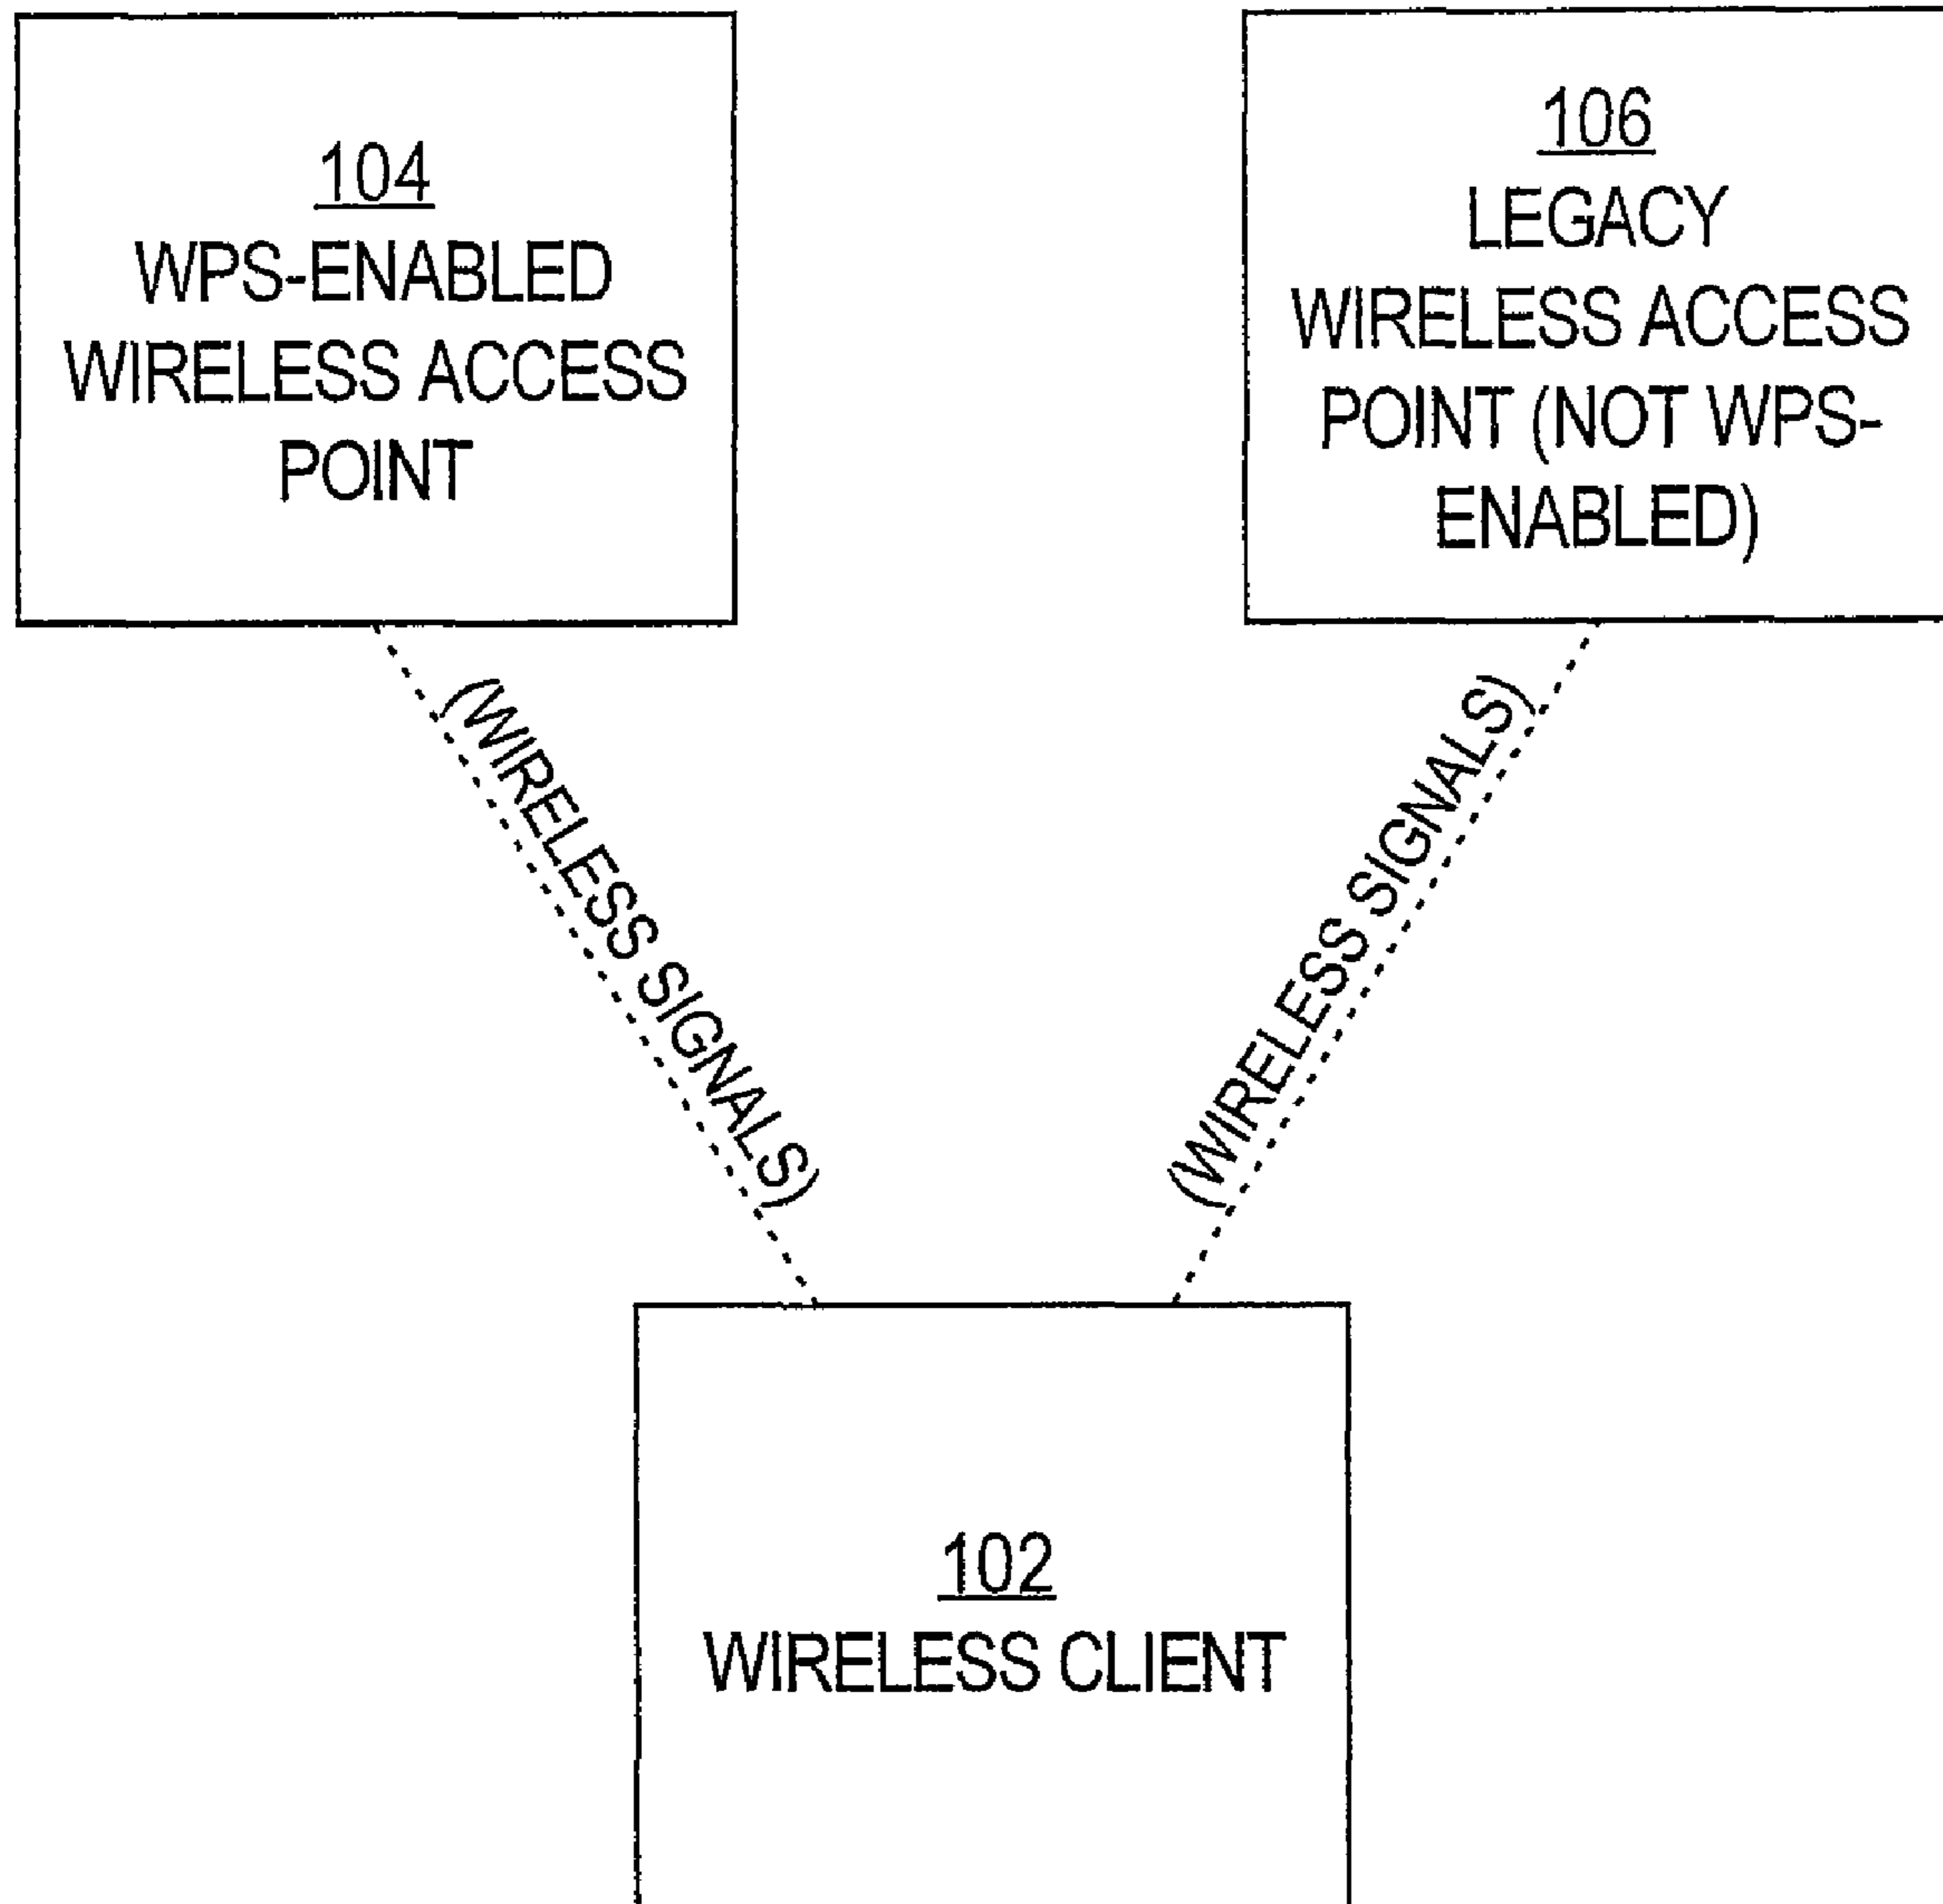 104
WPS-ENABLED
WIRELESS ACCESS
POINT
106
LEGACY
WIRELESS ACCESS
POINT (NOT WPS-
ENABLED)
(WIRELESS SIGNALS)
(WIRELESS SIGNALS)
102
WIRELESS CLIENT